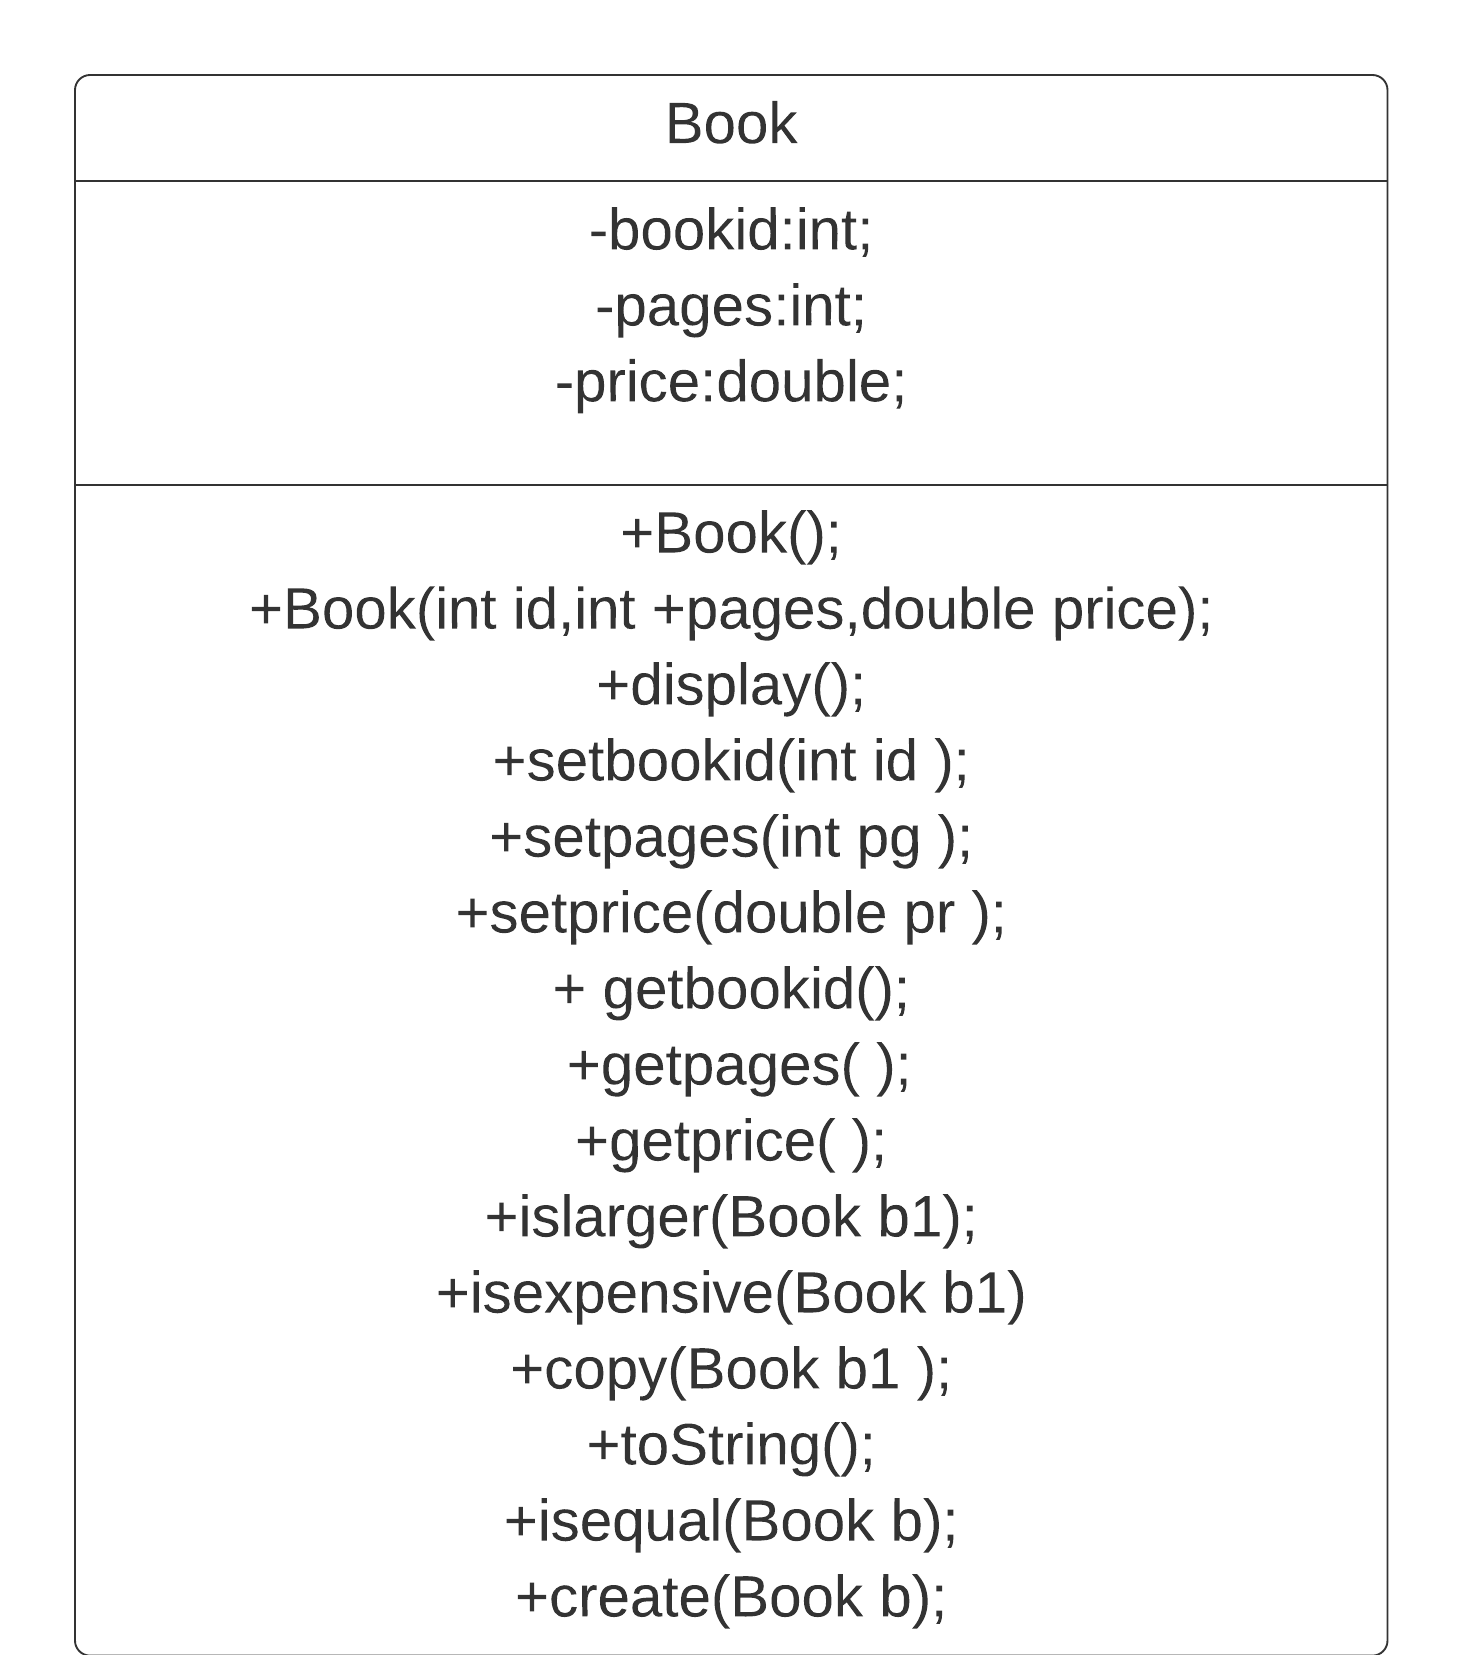 Book
-bookid:int;
-pages:int;
-price:double;
+Book();
+Book(int id,int +pages,double price);
+display();
+setbookid(int id );
+setpages(int pg );
+setprice(double pr );
+ getbookid();
+getpages( );
+getprice( );
+islarger(Book b1);
+isexpensive(Book b1)
+copy(Book b1 );
+toString();
+isequal(Book b);
+create(Book b);